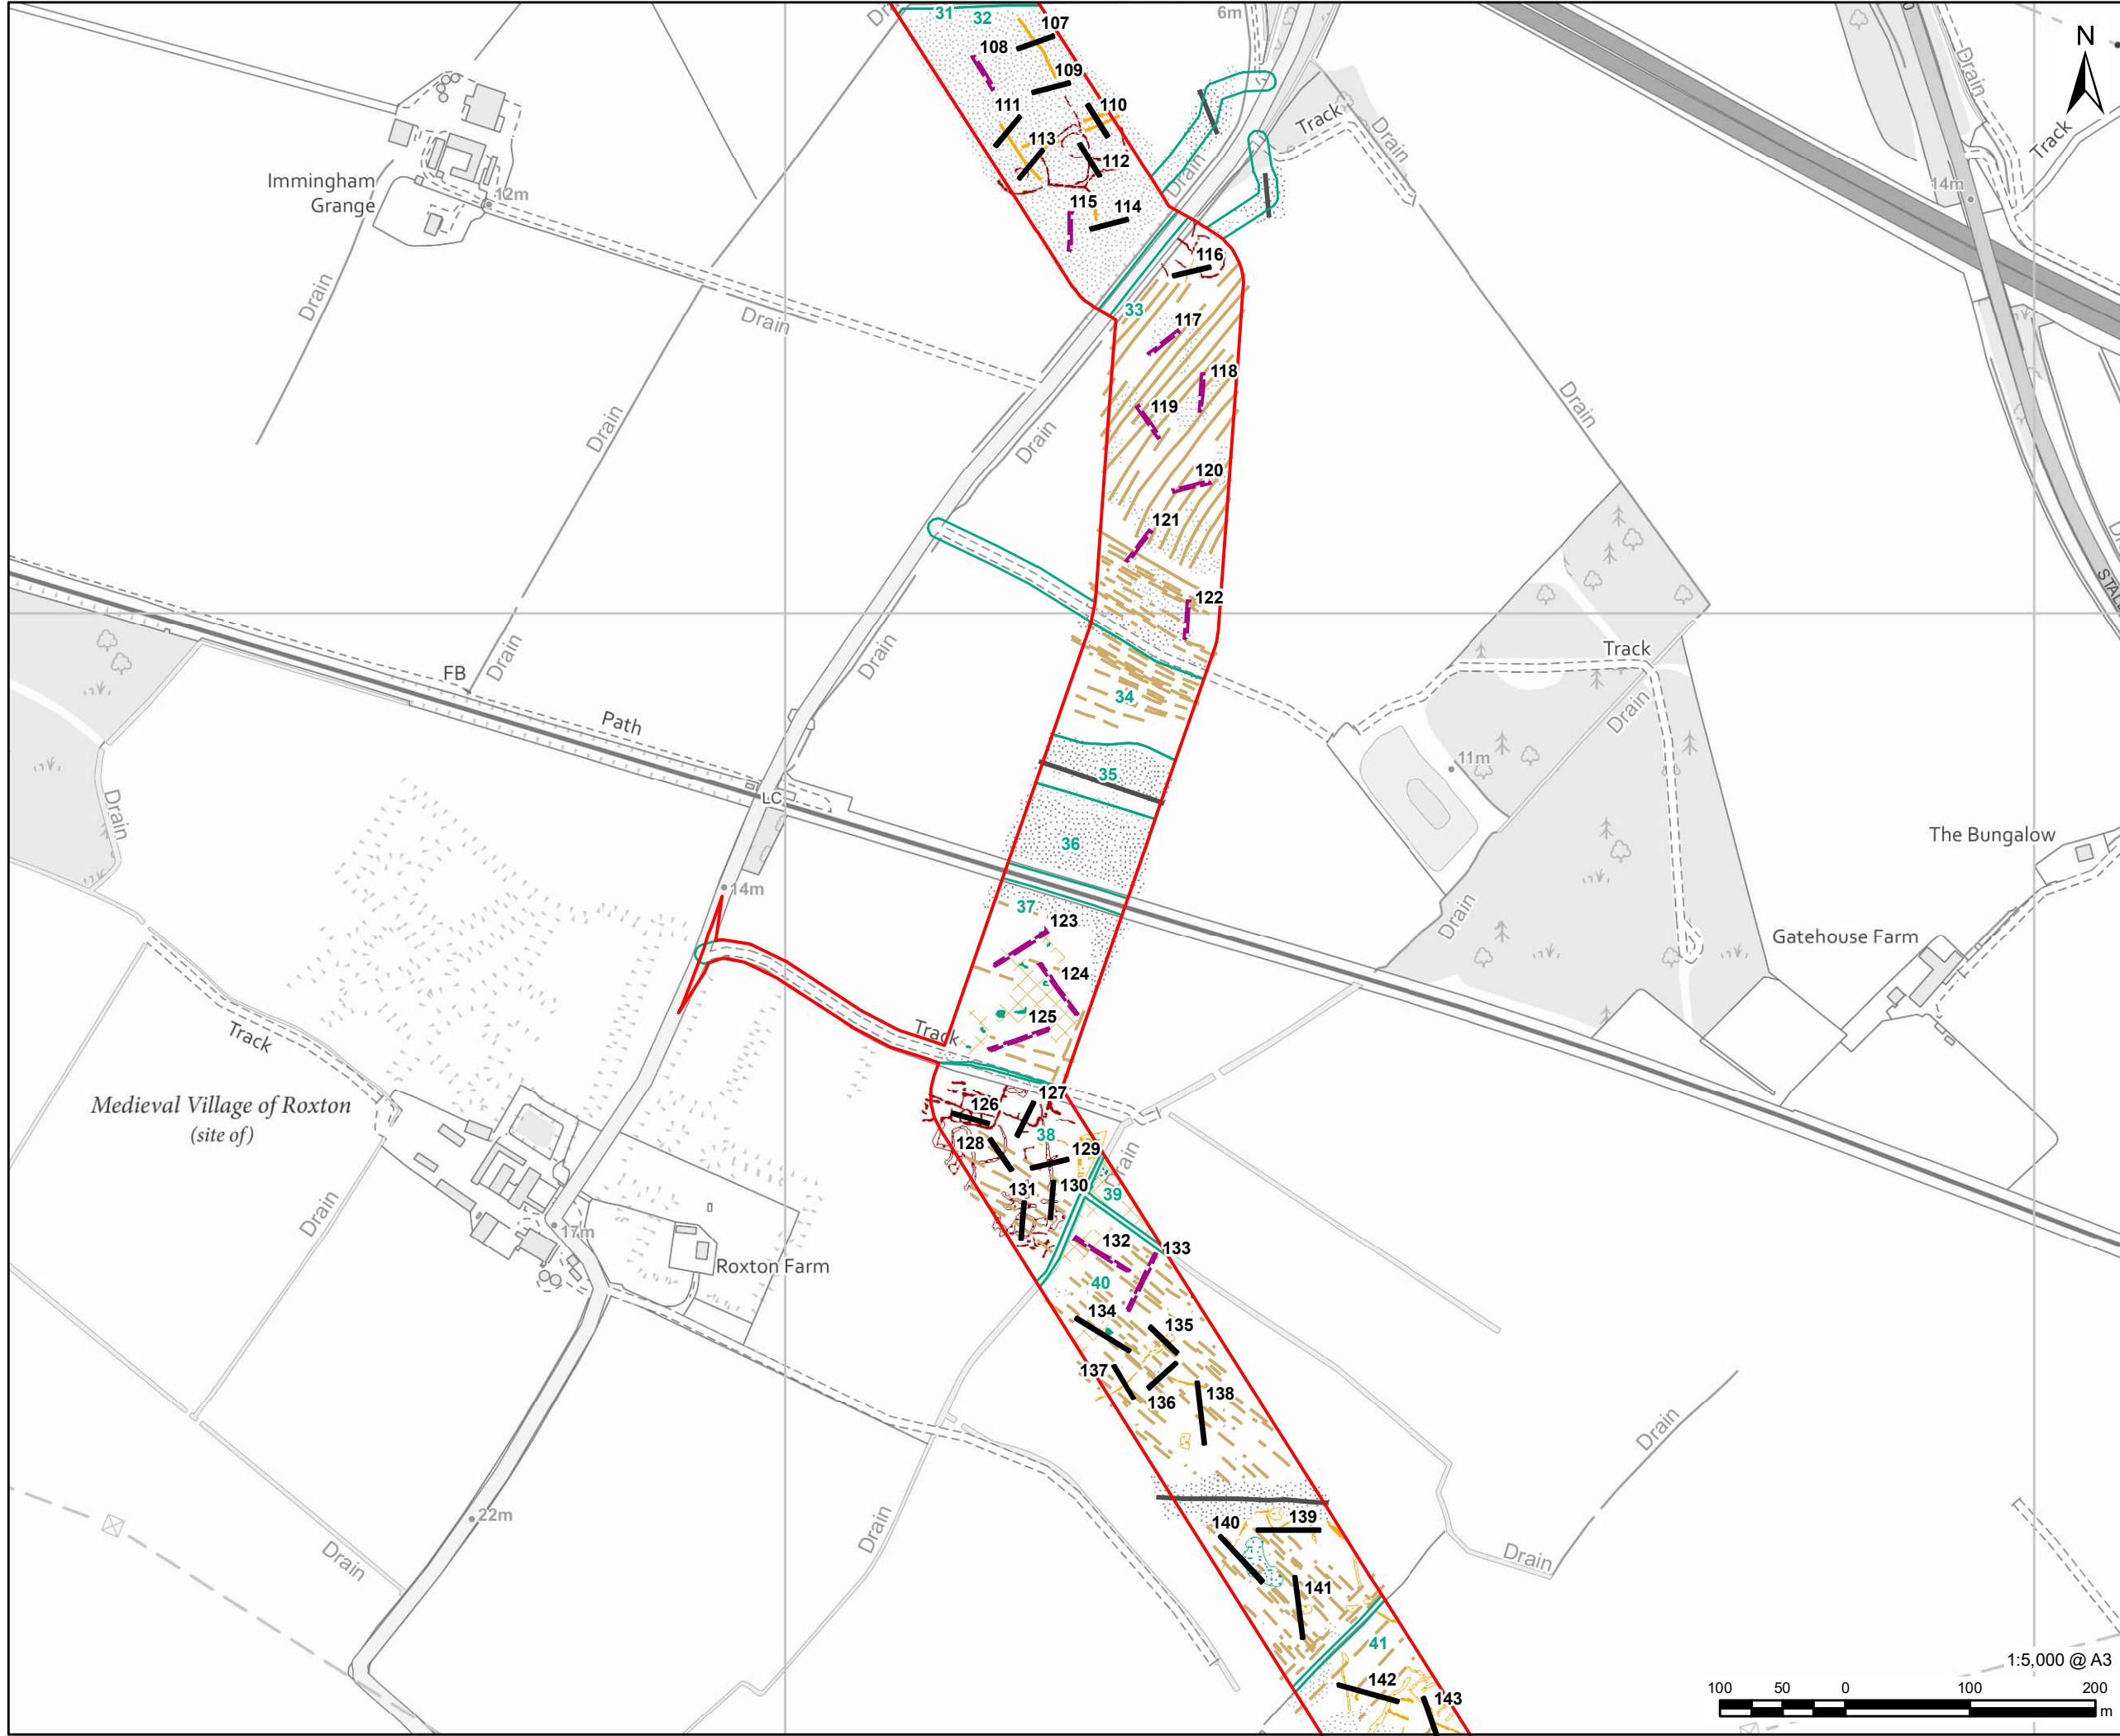 31
32
107
6m
N
108
109
Drain
Track
Drain
Track
111
110
113
Immingham
Grange
12m
112
Drain
14m
115
114
116
Drain
33
Drain
117
118
119
Drain
Drain
Drain
120
121
122
Drain
Drain
Track
FB
34
Drain
Path
35
11m
LC
Drain
The Bungalow
36
14m
37
123
Drain
Gatehouse Farm
124
125
Track
Track
Medieval Village of Roxton
(site of)
127
126
38
128
129
Drain
131
130
39
17m
132
133
Roxton Farm
40
134
135
137
136
138
Drain
22m
140
139
Drain
Drain
Drain
141
41
1:5,000 @ A3
142
143
100 50 0 100 200
m